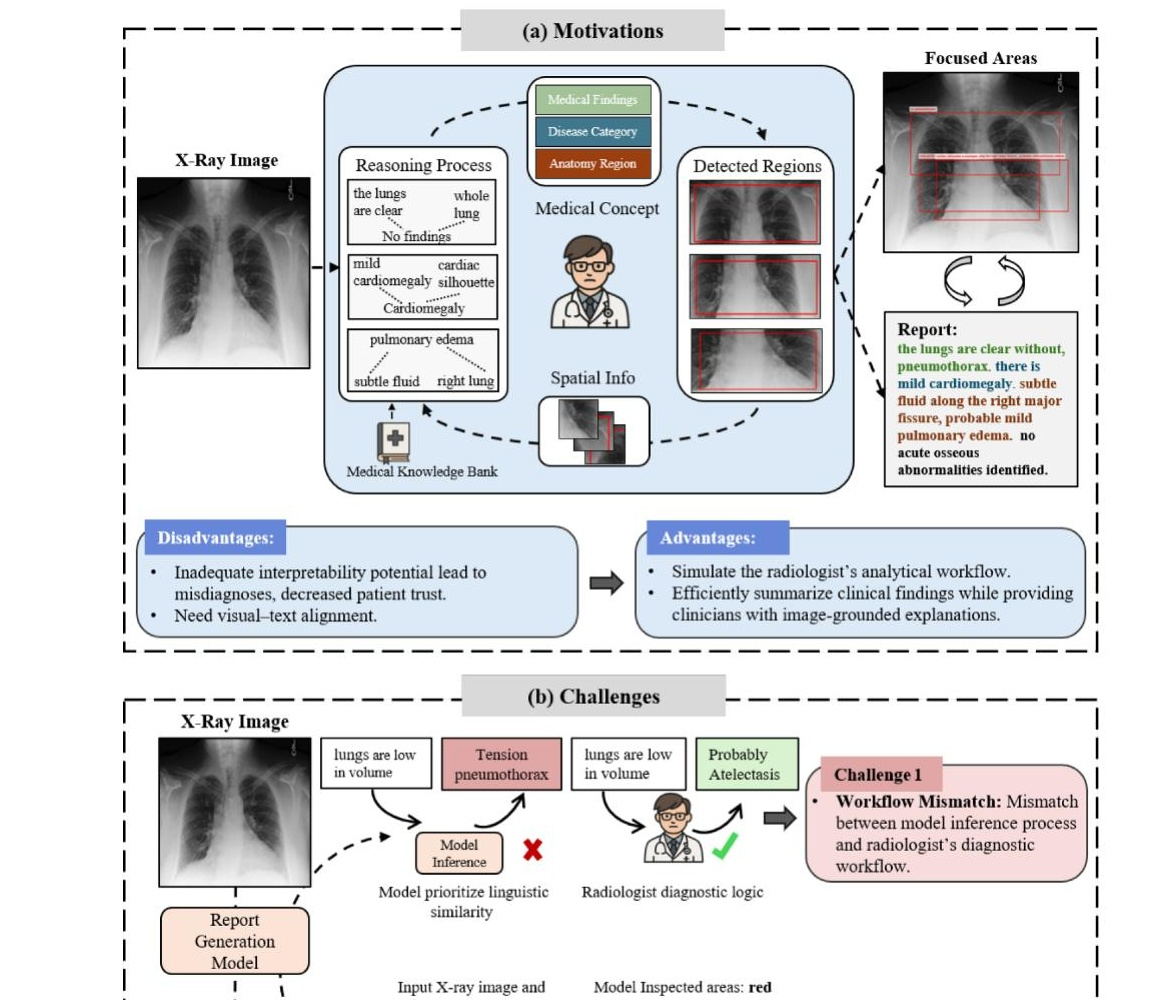 (a) Motivations
X-Ray Image
Reasoning Process
the lungs
are clear
whole
lung
No findings
mild
cardiomegaly
cardiac
silhouette
Cardiomegaly
pulmonary edema
subtle fluid
right lung
Medical Knowledge Bank
Medical Findings
Disease Category
Anatomy Region
Medical Concept
Spatial Info
Detected Regions
Focused Areas
Report:
the lungs are clear without,
pneumothorax. there is
mild cardiomegaly. subtle
fluid along the right major
fissure, probable mild
pulmonary edema. no
acute osseous
abnormalities identified.
Disadvantages:
• Inadequate interpretability potential lead to
misdiagnoses, decreased patient trust.
• Need visual–text alignment.
Advantages:
• Simulate the radiologist’s analytical workflow.
• Efficiently summarize clinical findings while providing
clinicians with image-grounded explanations.
(b) Challenges
X-Ray Image
Report
Generation
Model
lungs are low
in volume
Tension
pneumothorax
Model
Inference
Model prioritize linguistic
similarity
lungs are low
in volume
Probably
Atelectasis
Radiologist diagnostic logic
Challenge 1
• Workflow Mismatch: Mismatch
between model inference process
and radiologist’s diagnostic
workflow.
Input X-ray image and
Model Inspected areas: red